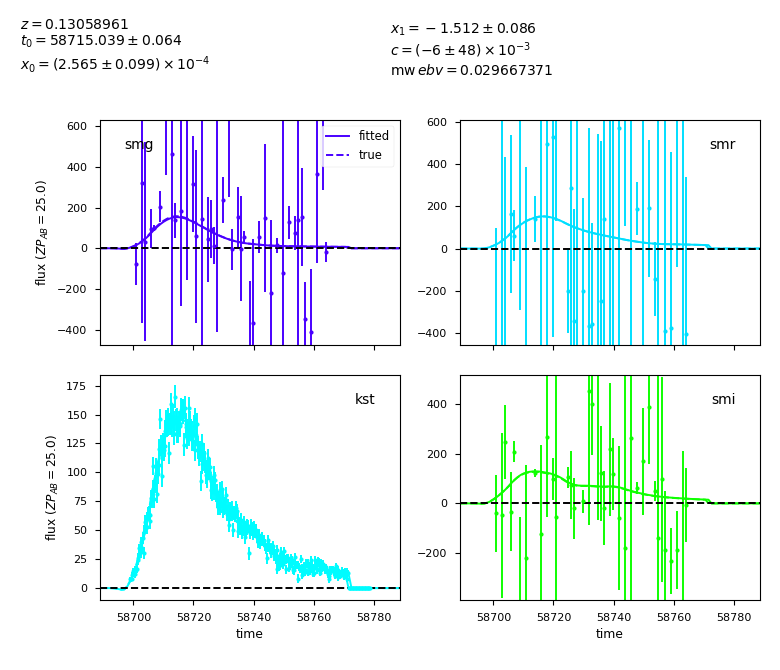 z = 0.13058961
t₀ = 58715.039 ± 0.064
x₀ = (2.565 ± 0.099) × 10⁻⁴
x₁ = −1.512 ± 0.086
c = (−6 ± 48) × 10⁻³
mw ebv = 0.029667371
smg
fitted
true
600
400
200
0
−200
−400
flux (ZP_AB = 25.0)
smr
600
400
200
0
−200
−400
kst
175
150
125
100
75
50
25
0
flux (ZP_AB = 25.0)
58700 58720 58740 58760 58780
time
smi
400
200
0
−200
58700 58720 58740 58760 58780
time